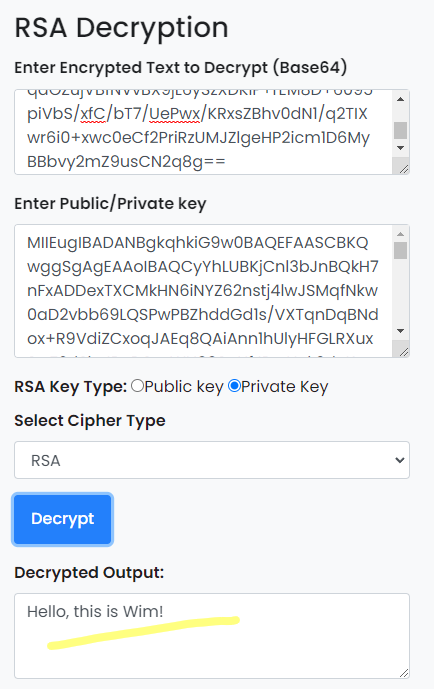 RSA Decryption
Enter Encrypted Text to Decrypt (Base64)
piVbS/xfC/bT7/UePwx/KRxsZBhv0dN1/q2TIX
wr6i0+xwc0eCf2PriRzUMJZlgeHP2icm1D6My
BBbvy2mZ9usCN2q8g==
Enter Public/Private key
MIIEugIBADANBgkqhkiG9w0BAQEFAASCBKQ
wggSgAgEAAoIBAQCyYhLUBKjCnl3bJnBQkH7
nFxADDexTXCMkHN6iNYZ62nstj4lwJSMqfNkw
0aD2vbb69LQSPwPBZhddGd1s/VXTqnDqBNd
ox+R9VdiZCxoqJAEq8QAiAnn1hUlyHFGLRXux
RSA Key Type: Public key Private Key
Select Cipher Type
RSA
Decrypt
Decrypted Output:
Hello, this is Wim!